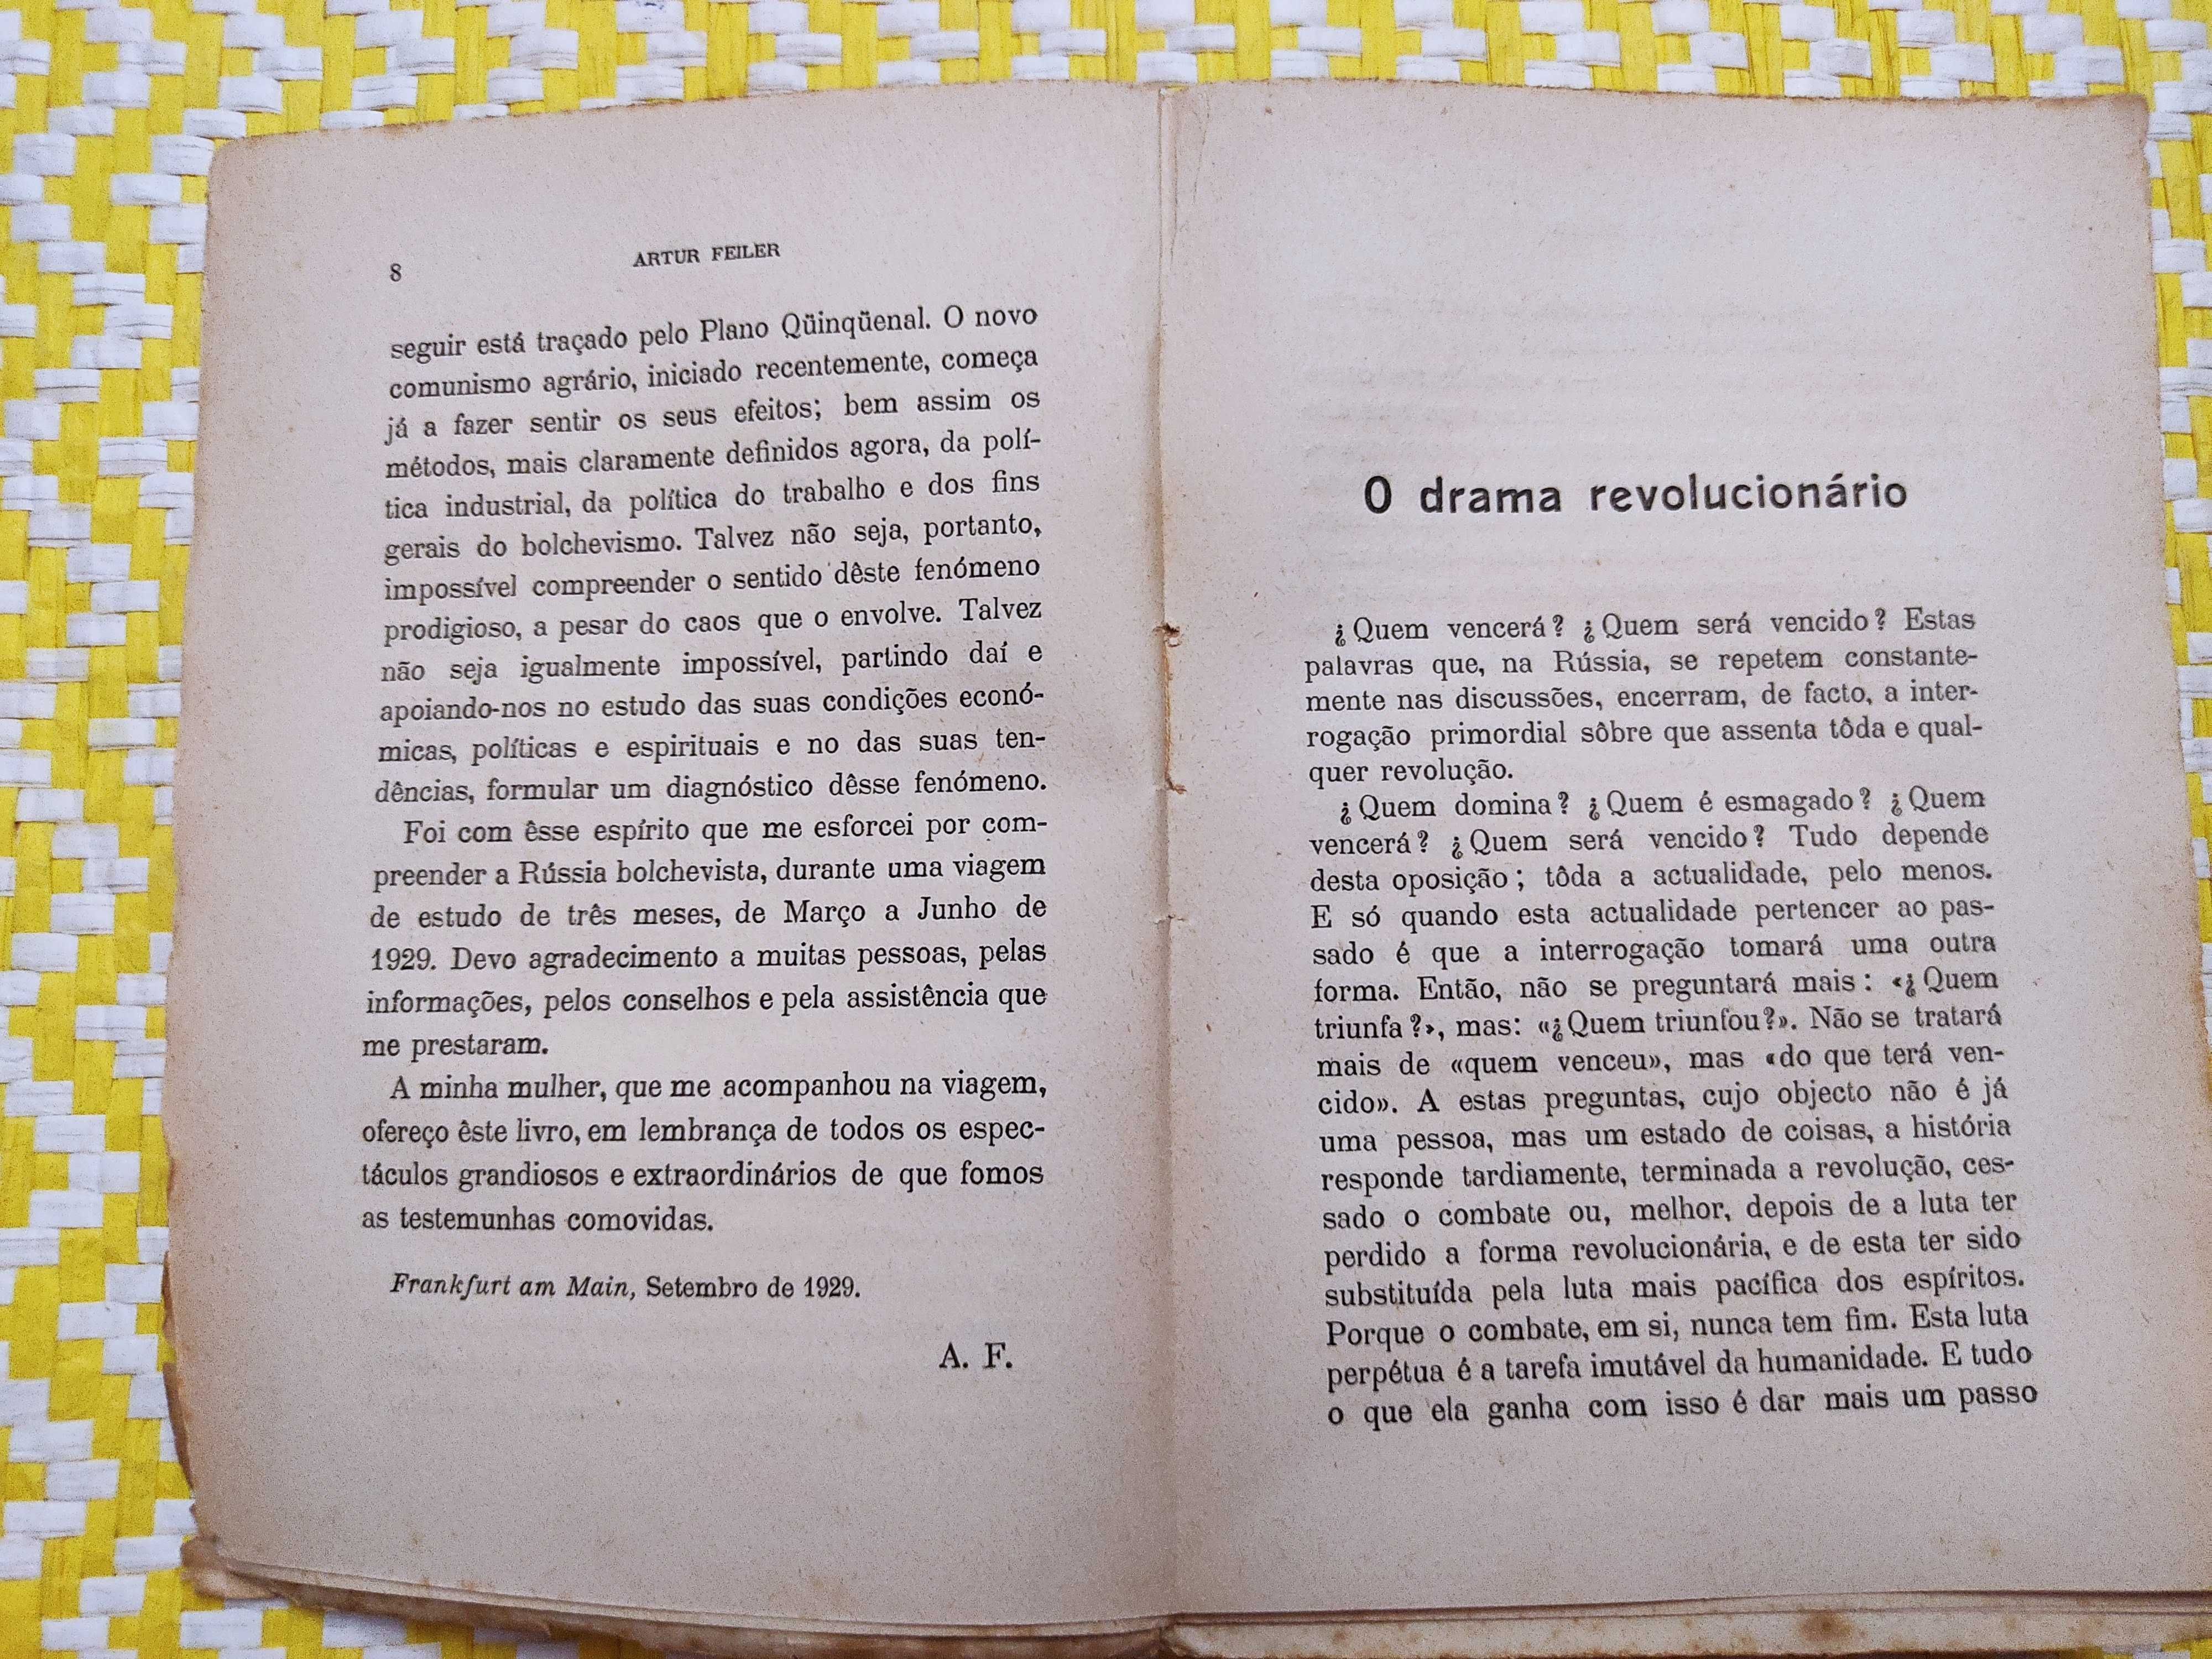 8
ARTUR FEILER
seguir está traçado pelo Plano Qüinqüenal. O novo
comunismo agrário, iniciado recentemente, começa
já a fazer sentir os seus efeitos; bem assim os
métodos, mais claramente definidos agora, da polí-
tica industrial, da política do trabalho e dos fins
gerais do bolchevismo. Talvez não seja, portanto,
impossível compreender o sentido dêste fenómeno
prodigioso, a pesar do caos que o envolve. Talvez
não seja igualmente impossível, partindo daí e
apoiando-nos no estudo das suas condições econó-
micas, políticas e espirituais e no das suas ten-
dências, formular um diagnóstico dêsse fenómeno.
Foi com êsse espírito que me esforcei por com-
preender a Rússia bolchevista, durante uma viagem
de estudo de três meses, de Março a Junho de
1929. Devo agradecimento a muitas pessoas, pelas
informações, pelos conselhos e pela assistência que
me prestaram.
A minha mulher, que me acompanhou na viagem,
ofereço êste livro, em lembrança de todos os espec-
táculos grandiosos e extraordinários de que fomos
as testemunhas comovidas.
Frankfurt am Main, Setembro de 1929.
A. F.
O drama revolucionário
¿Quem vencerá? ¿Quem será vencido? Estas
palavras que, na Rússia, se repetem constante-
mente nas discussões, encerram, de facto, a inter-
rogação primordial sôbre que assenta tôda e qual-
quer revolução.
¿Quem domina? ¿Quem é esmagado? ¿Quem
vencerá? ¿Quem será vencido? Tudo depende
desta oposição; tôda a actualidade, pelo menos.
E só quando esta actualidade pertencer ao pas-
sado é que a interrogação tomará uma outra
forma. Então, não se preguntará mais: «¿Quem
triunfa?», mas: «¿Quem triunfou?». Não se tratará
mais de «quem venceu», mas «do que terá ven-
cido». A estas preguntas, cujo objecto não é já
uma pessoa, mas um estado de coisas, a história
responde tardiamente, terminada a revolução, ces-
sado o combate ou, melhor, depois de a luta ter
perdido a forma revolucionária, e de esta ter sido
substituída pela luta mais pacífica dos espíritos.
Porque o combate, em si, nunca tem fim. Esta luta
perpétua é a tarefa imutável da humanidade. E tudo
o que ela ganha com isso é dar mais um passo